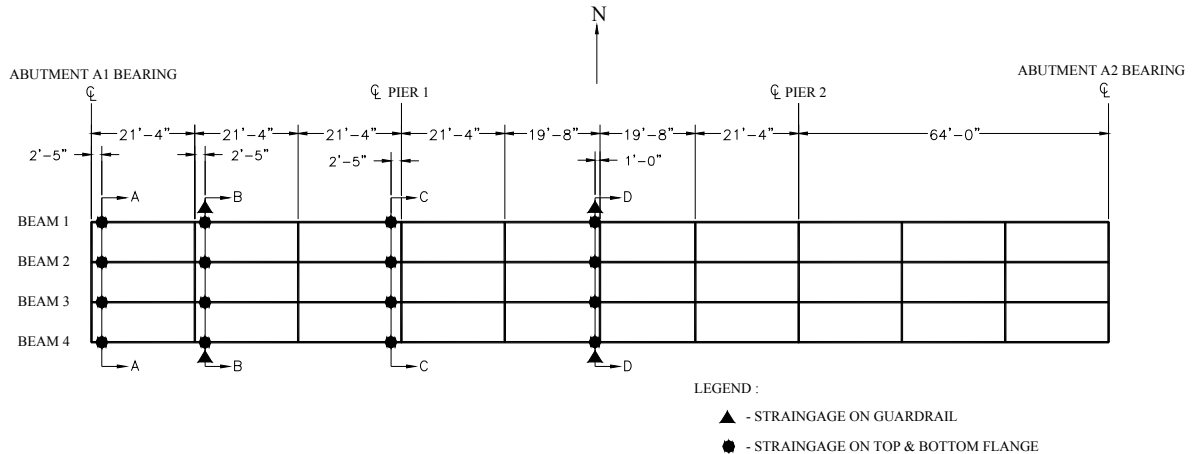 N
ABUTMENT A1 BEARING
ABUTMENT A2 BEARING
℄
℄ PIER 1
℄ PIER 2
℄
21'-4" 21'-4" 21'-4" 21'-4" 19'-8" 19'-8" 21'-4" 64'-0"
2'-5" 2'-5" 2'-5" 1'-0"
A B C D
BEAM 1
BEAM 2
BEAM 3
BEAM 4
A B C D
LEGEND :
- STRAINGAGE ON GUARDRAIL
- STRAINGAGE ON TOP & BOTTOM FLANGE